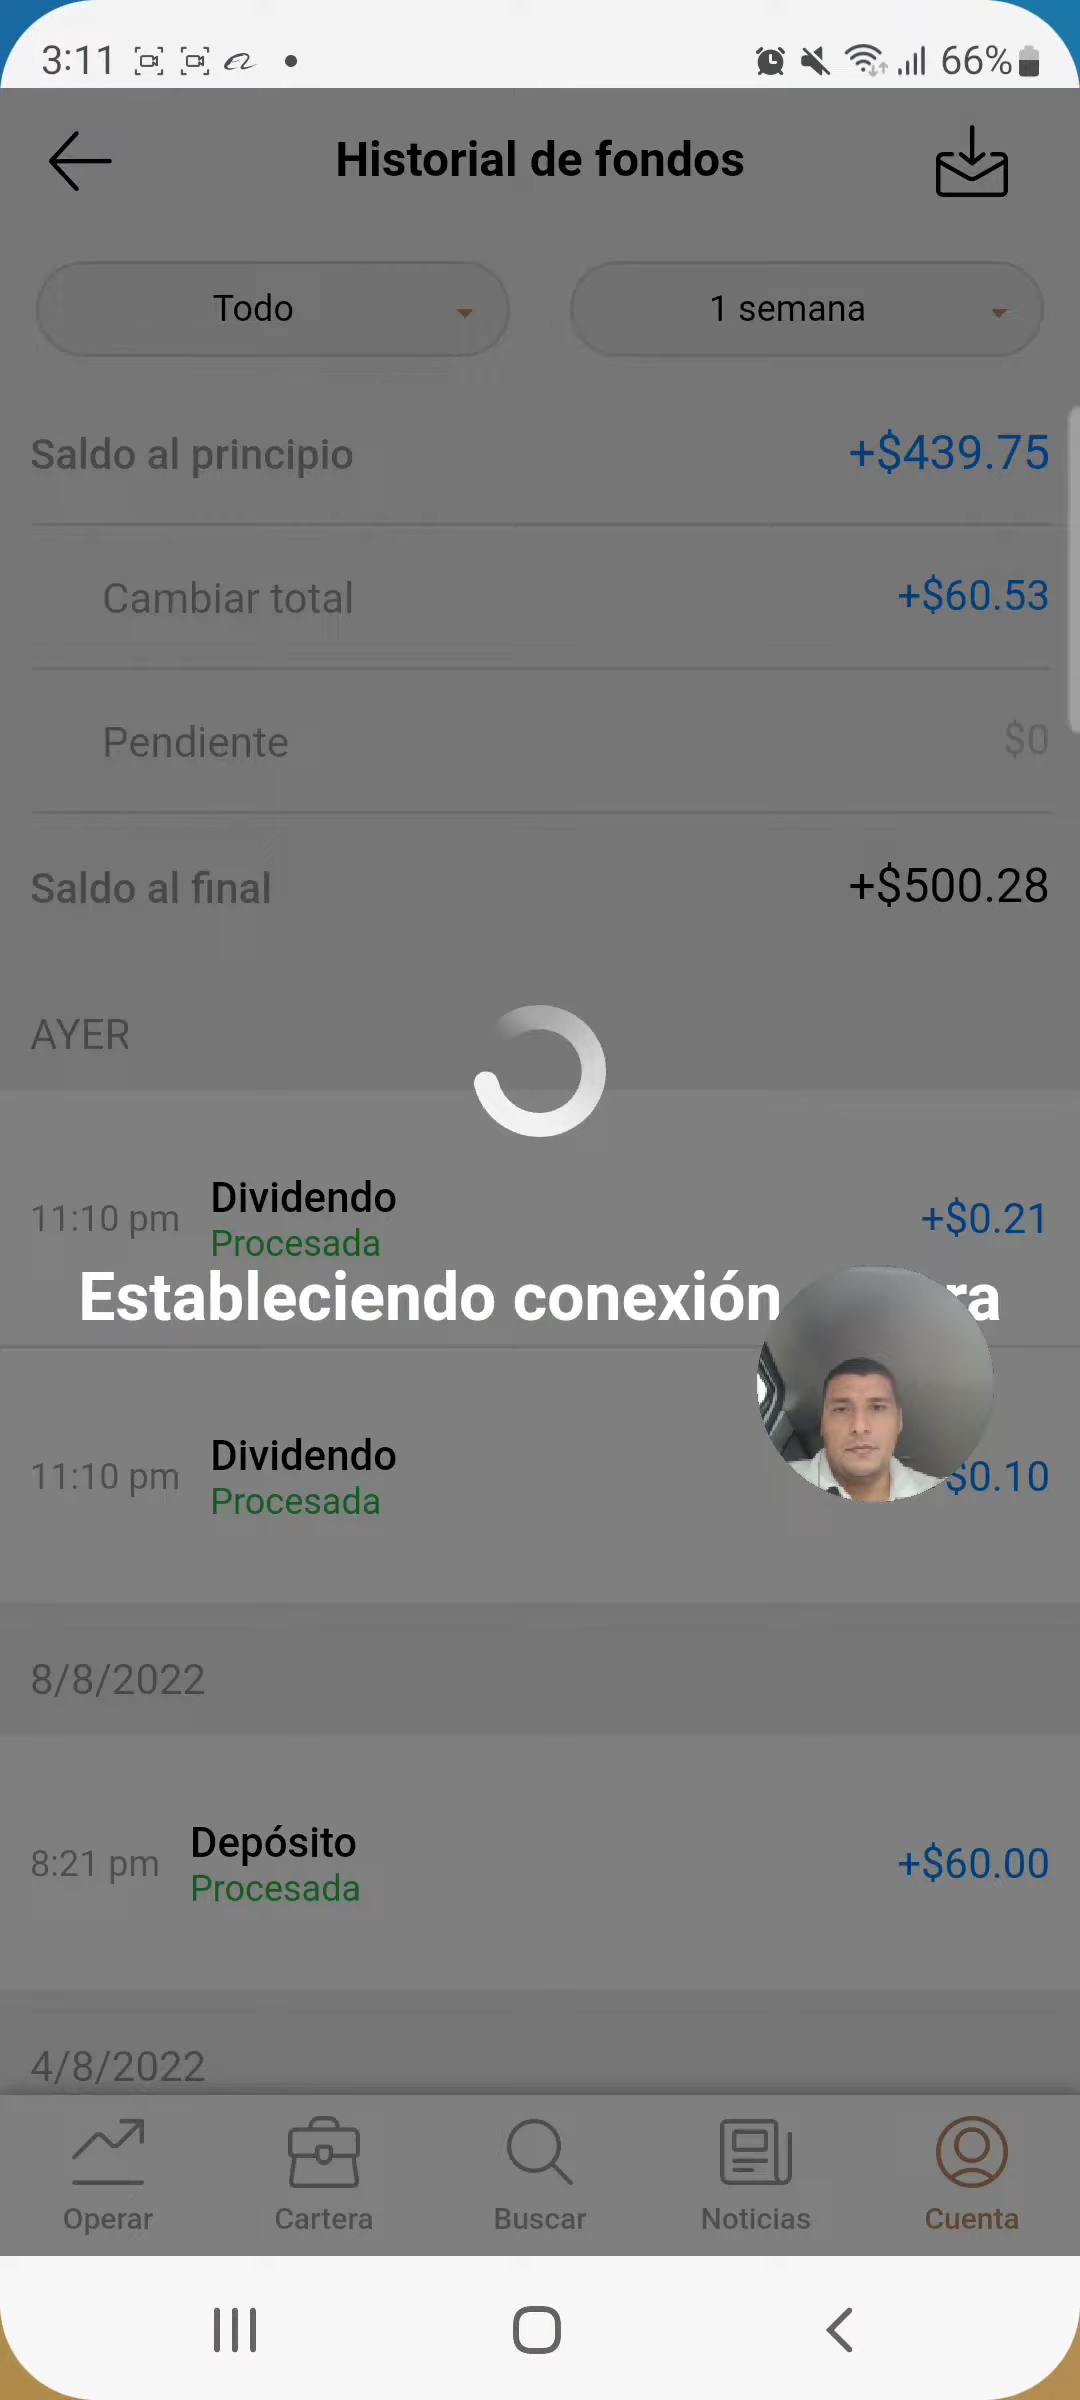 3:11 66%
Historial de fondos
Todo 1 semana
Saldo al principio +$439.75
Cambiar total +$60.53
Pendiente $0
Saldo al final +$500.28
AYER
Dividendo
11:10 pm +$0.21
Procesada
Estableciendo conexión ra
Dividendo
11:10 pm $0.10
Procesada
8/8/2022
Depósito
8:21 pm +$60.00
Procesada
4/8/2022
Operar Cartera Buscar Noticias Cuenta